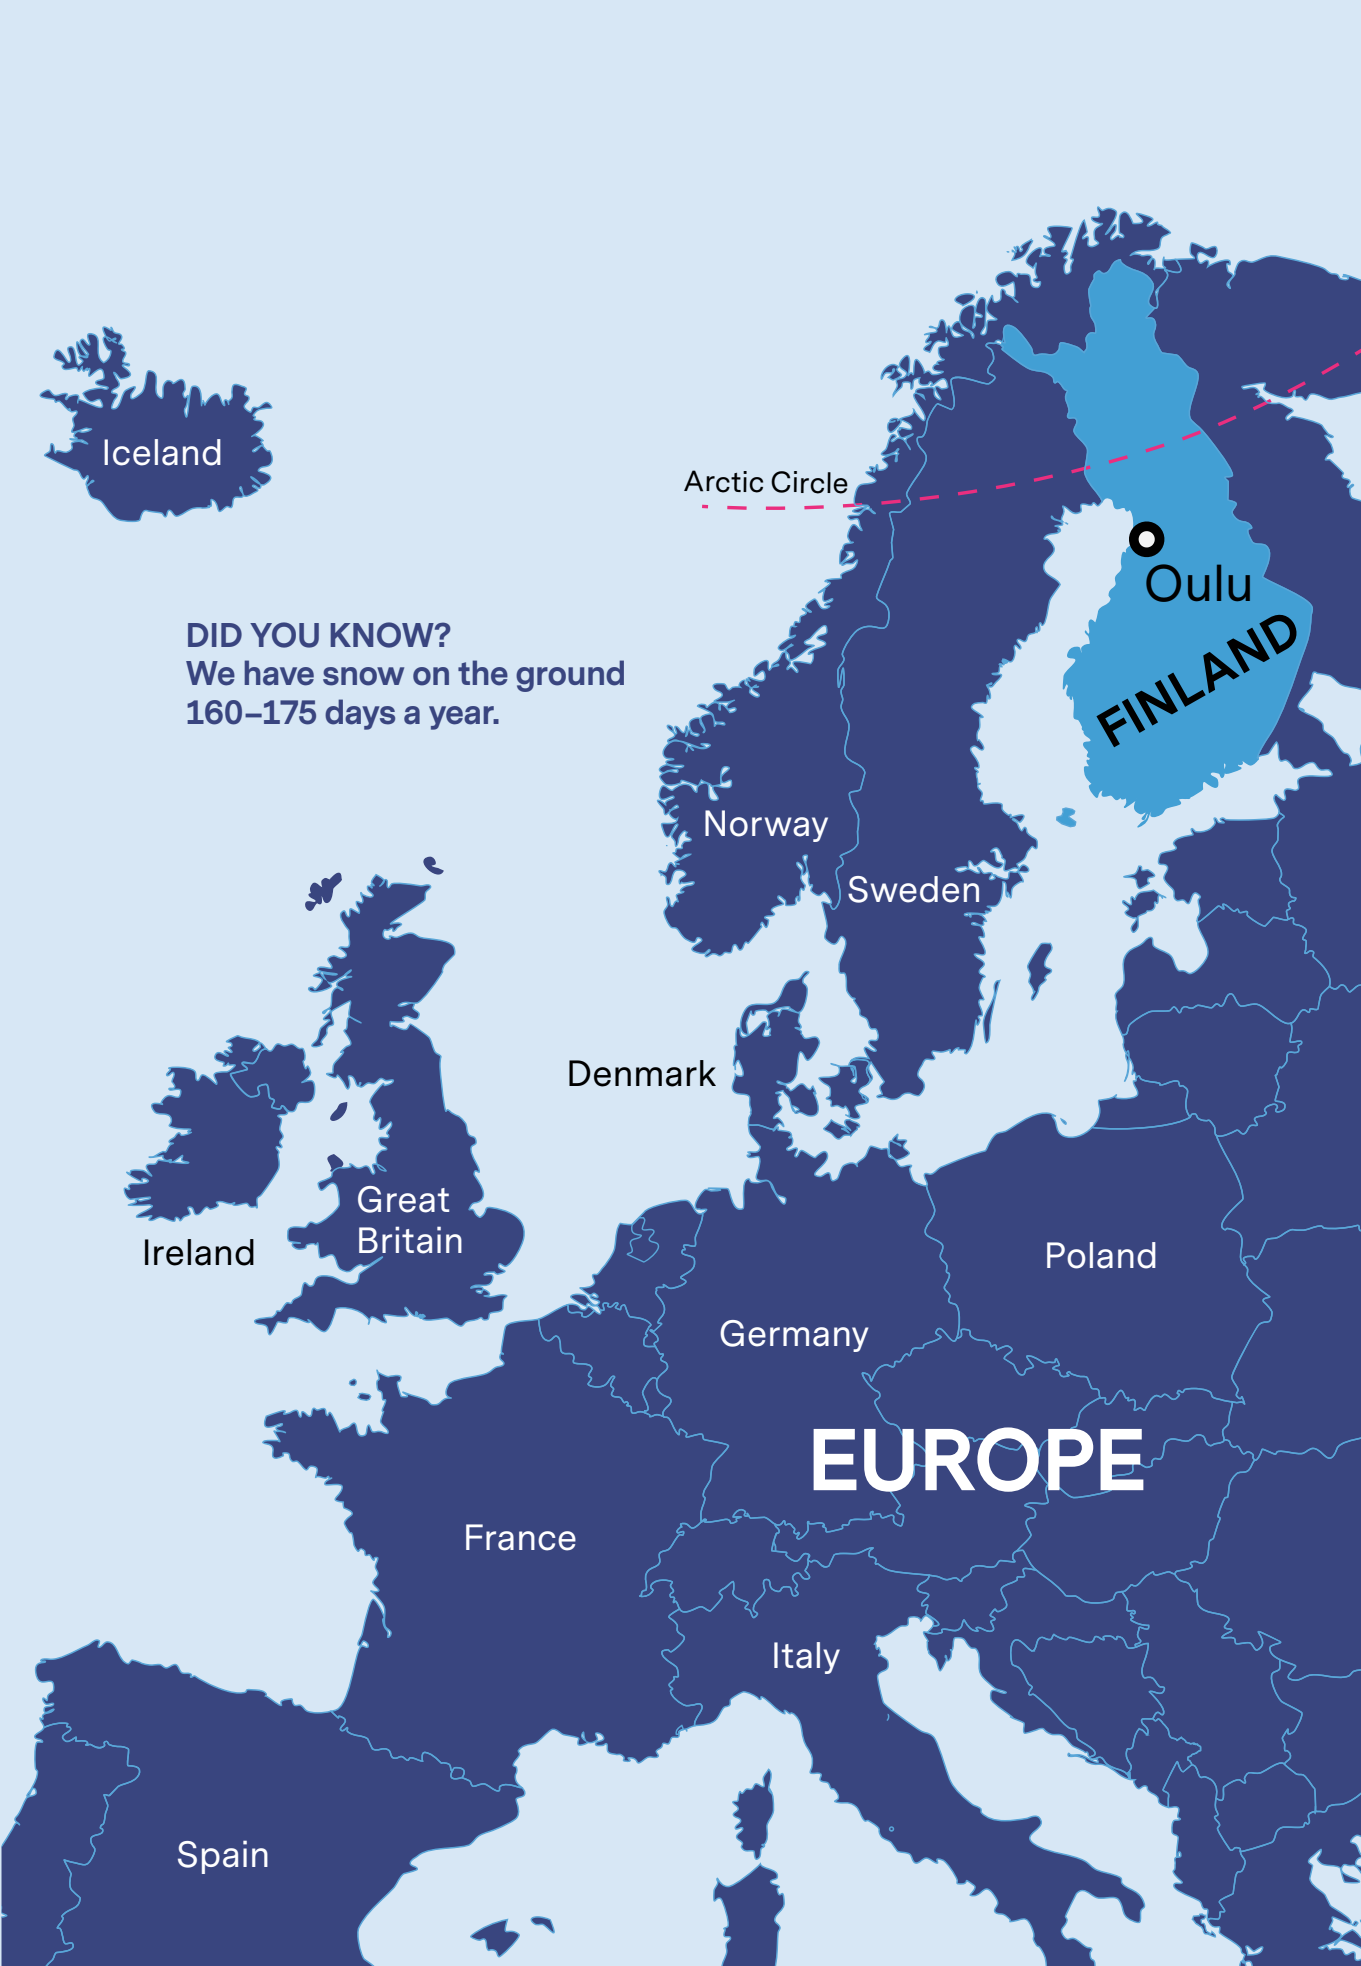 Iceland
Arctic Circle
Oulu
FINLAND
DID YOU KNOW?
We have snow on the ground
160–175 days a year.
Norway
Sweden
Denmark
Great
Britain
Ireland
Poland
Germany
EUROPE
France
Italy
Spain